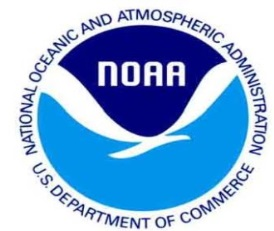 NATIONAL OCEANIC AND ATMOSPHERIC ADMINISTRATION
NOAA
U.S. DEPARTMENT OF COMMERCE